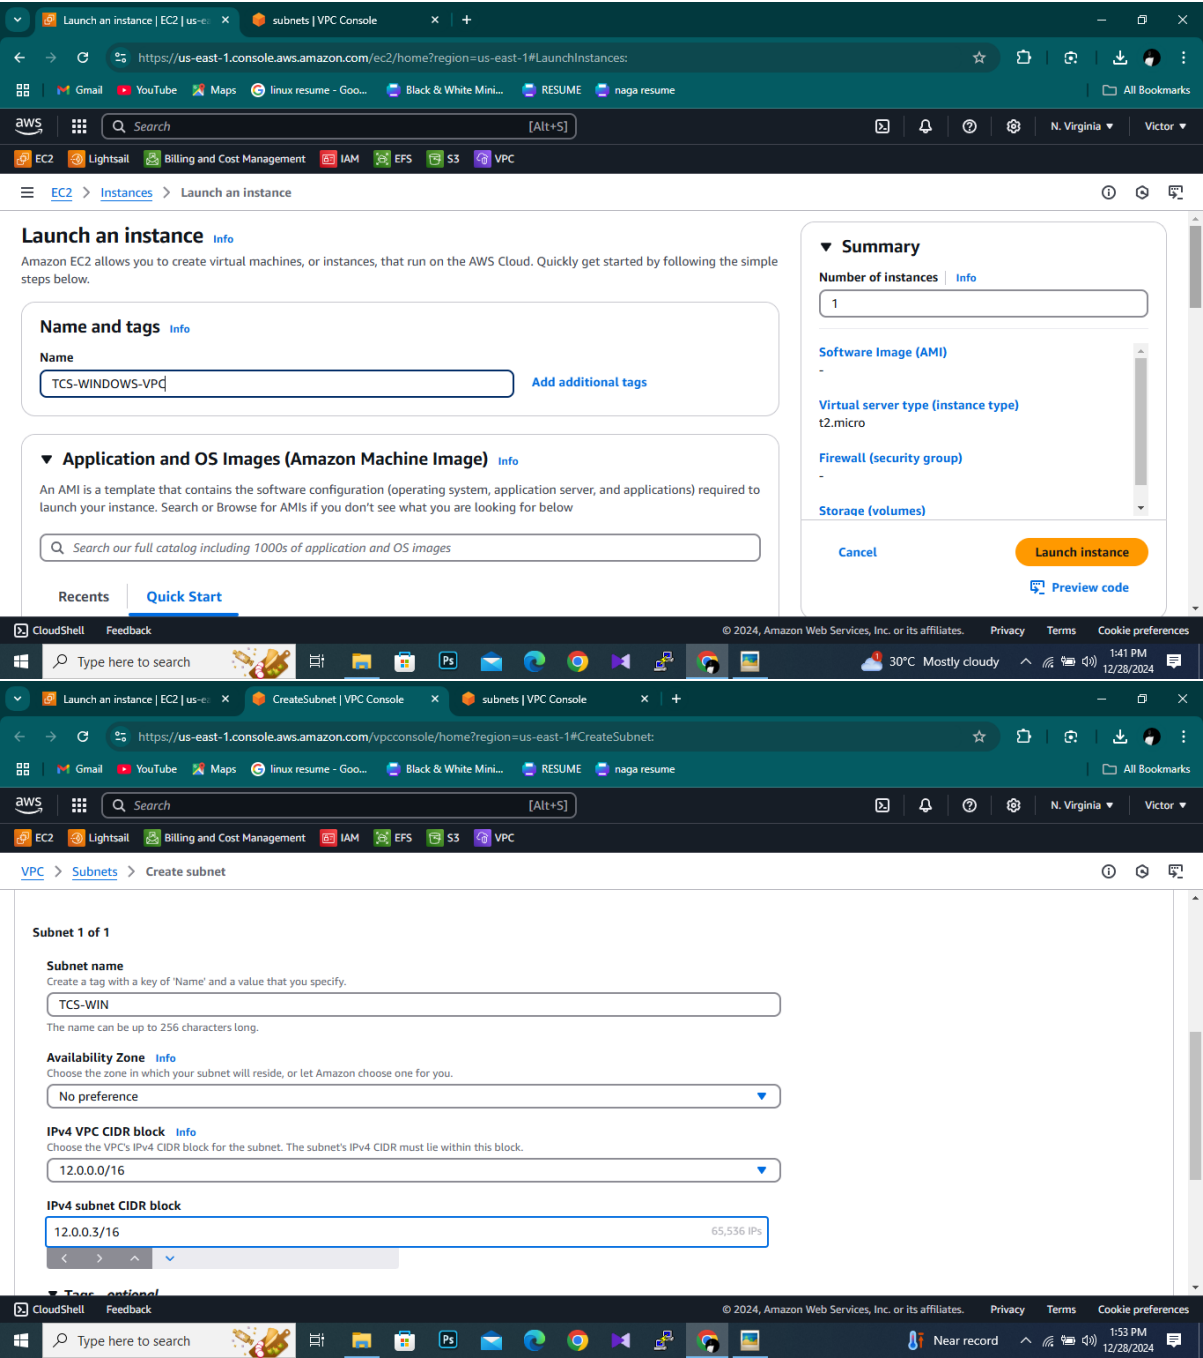 Launch an instance | EC2 | us-ea
subnets | VPC Console
https://us-east-1.console.aws.amazon.com/ec2/home?region=us-east-1#LaunchInstances:
Gmail YouTube Maps linux resume - Goo... Black & White Mini... RESUME naga resume All Bookmarks
aws Search [Alt+S] N. Virginia Victor
EC2 Lightsail Billing and Cost Management IAM EFS S3 VPC
EC2 > Instances > Launch an instance
Launch an instance Info
Amazon EC2 allows you to create virtual machines, or instances, that run on the AWS Cloud. Quickly get started by following the simple
steps below.
Name and tags Info
Name
TCS-WINDOWS-VPC
Add additional tags
Application and OS Images (Amazon Machine Image) Info
An AMI is a template that contains the software configuration (operating system, application server, and applications) required to
launch your instance. Search or Browse for AMIs if you don't see what you are looking for below
Search our full catalog including 1000s of application and OS images
Recents Quick Start
Summary
Number of instances Info
1
Software Image (AMI)
-
Virtual server type (instance type)
t2.micro
Firewall (security group)
-
Storage (volumes)
Cancel Launch instance
Preview code
CloudShell Feedback © 2024, Amazon Web Services, Inc. or its affiliates. Privacy Terms Cookie preferences
Type here to search Ps 1 30°C Mostly cloudy 1:41 PM
12/28/2024
Launch an instance | EC2 | us-ea
CreateSubnet | VPC Console
subnets | VPC Console
https://us-east-1.console.aws.amazon.com/vpcconsole/home?region=us-east-1#CreateSubnet:
Gmail YouTube Maps linux resume - Goo... Black & White Mini... RESUME naga resume All Bookmarks
aws Search [Alt+S] N. Virginia Victor
EC2 Lightsail Billing and Cost Management IAM EFS S3 VPC
VPC > Subnets > Create subnet
Subnet 1 of 1
Subnet name
Create a tag with a key of 'Name' and a value that you specify.
TCS-WIN
The name can be up to 256 characters long.
Availability Zone Info
Choose the zone in which your subnet will reside, or let Amazon choose one for you.
No preference
IPv4 VPC CIDR block Info
Choose the VPC's IPv4 CIDR block for the subnet. The subnet's IPv4 CIDR must lie within this block.
12.0.0.0/16
IPv4 subnet CIDR block
12.0.0.3/16 65,536 IPs
Tags - optional
CloudShell Feedback © 2024, Amazon Web Services, Inc. or its affiliates. Privacy Terms Cookie preferences
Type here to search Ps Near record 1:53 PM
12/28/2024